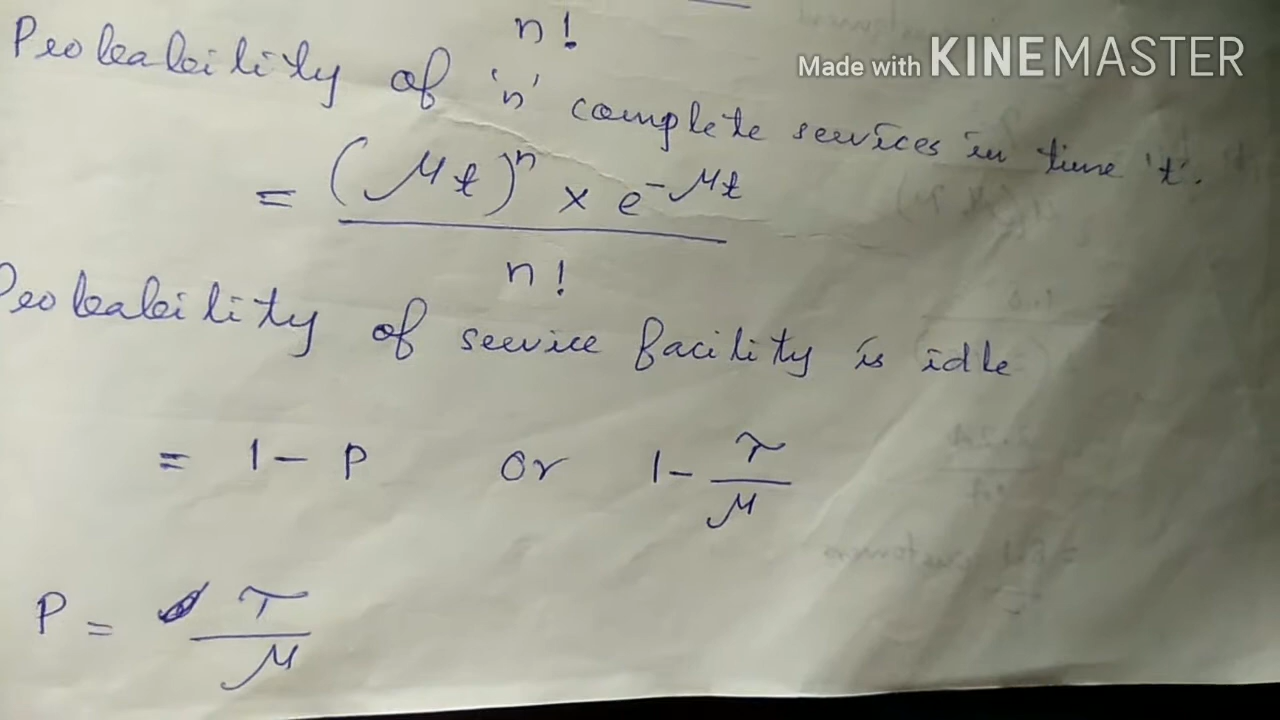 n!
Made with KINEMASTER
Probability of 'n' complete services in time 't'.
= (μt)^n × e^-μt
n!
Probability of service facility is idle
= 1 - P or 1 - τ/μ
P = τ/μ